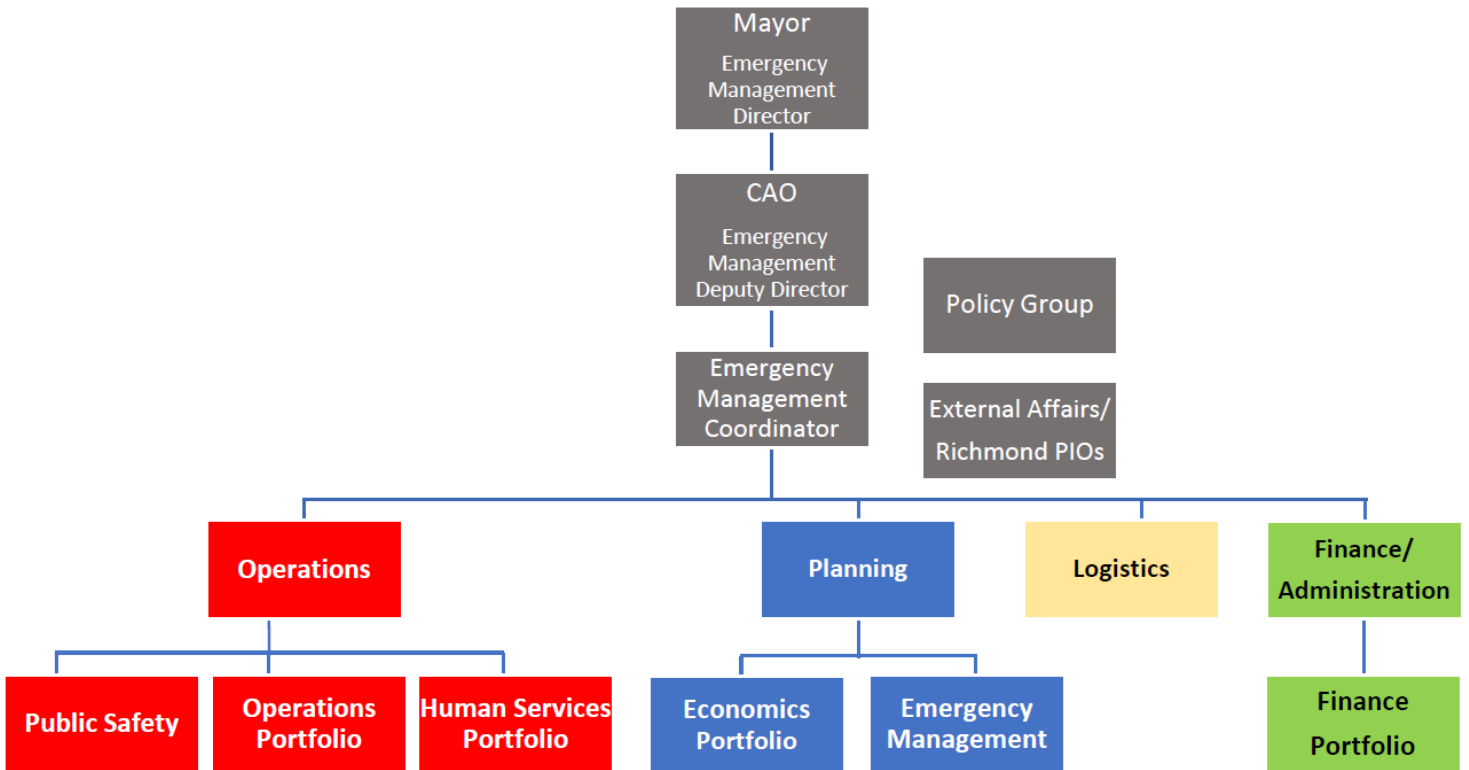 Mayor
Emergency
Management
Director
CAO
Emergency
Management
Deputy Director
Policy Group
Emergency
Management
Coordinator
External Affairs/
Richmond PIOs
Operations
Planning
Logistics
Finance/
Administration
Public Safety
Operations
Portfolio
Human Services
Portfolio
Economics
Portfolio
Emergency
Management
Finance
Portfolio